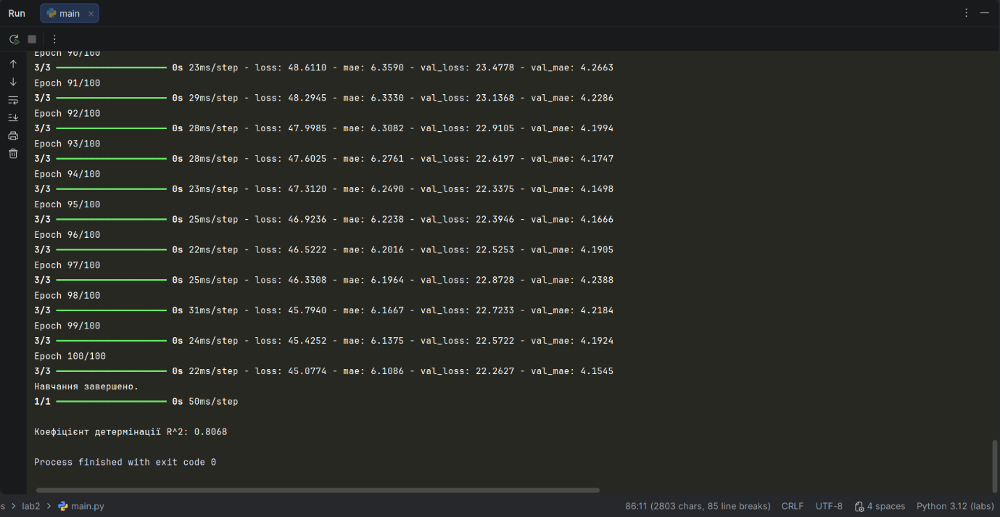 Run main
Epoch 90/100
3/3 0s 23ms/step - loss: 48.6110 - mae: 6.3590 - val_loss: 23.4778 - val_mae: 4.2663
Epoch 91/100
3/3 0s 29ms/step - loss: 48.2945 - mae: 6.3330 - val_loss: 23.1368 - val_mae: 4.2286
Epoch 92/100
3/3 0s 28ms/step - loss: 47.9985 - mae: 6.3082 - val_loss: 22.9105 - val_mae: 4.1994
Epoch 93/100
3/3 0s 28ms/step - loss: 47.6025 - mae: 6.2761 - val_loss: 22.6197 - val_mae: 4.1747
Epoch 94/100
3/3 0s 23ms/step - loss: 47.3120 - mae: 6.2490 - val_loss: 22.3375 - val_mae: 4.1498
Epoch 95/100
3/3 0s 25ms/step - loss: 46.9236 - mae: 6.2238 - val_loss: 22.3946 - val_mae: 4.1666
Epoch 96/100
3/3 0s 22ms/step - loss: 46.5222 - mae: 6.2016 - val_loss: 22.5253 - val_mae: 4.1905
Epoch 97/100
3/3 0s 25ms/step - loss: 46.3308 - mae: 6.1964 - val_loss: 22.8728 - val_mae: 4.2388
Epoch 98/100
3/3 0s 31ms/step - loss: 45.7940 - mae: 6.1667 - val_loss: 22.7233 - val_mae: 4.2184
Epoch 99/100
3/3 0s 24ms/step - loss: 45.4252 - mae: 6.1375 - val_loss: 22.5722 - val_mae: 4.1924
Epoch 100/100
3/3 0s 22ms/step - loss: 45.0774 - mae: 6.1086 - val_loss: 22.2627 - val_mae: 4.1545
Навчання завершено.
1/1 0s 50ms/step
Коефіцієнт детермінації R^2: 0.8068
Process finished with exit code 0
s > lab2 > main.py 86:11 (2803 chars, 85 line breaks) CRLF UTF-8 4 spaces Python 3.12 (labs)